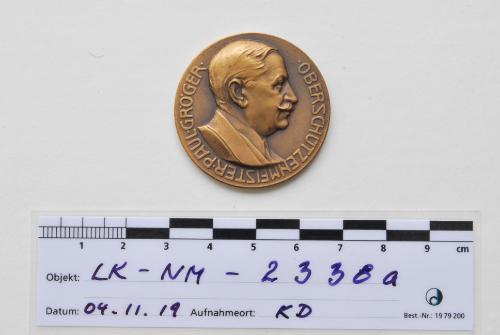 OBERSCHÜTZENMEISTER·PAUL·GRÖGER·
1 2 3 4 5 6 7 8 9 cm
Objekt: LK-NM-2338a
Datum: 04.11.19 Aufnahmeort: KD
Best.-Nr.: 1979200